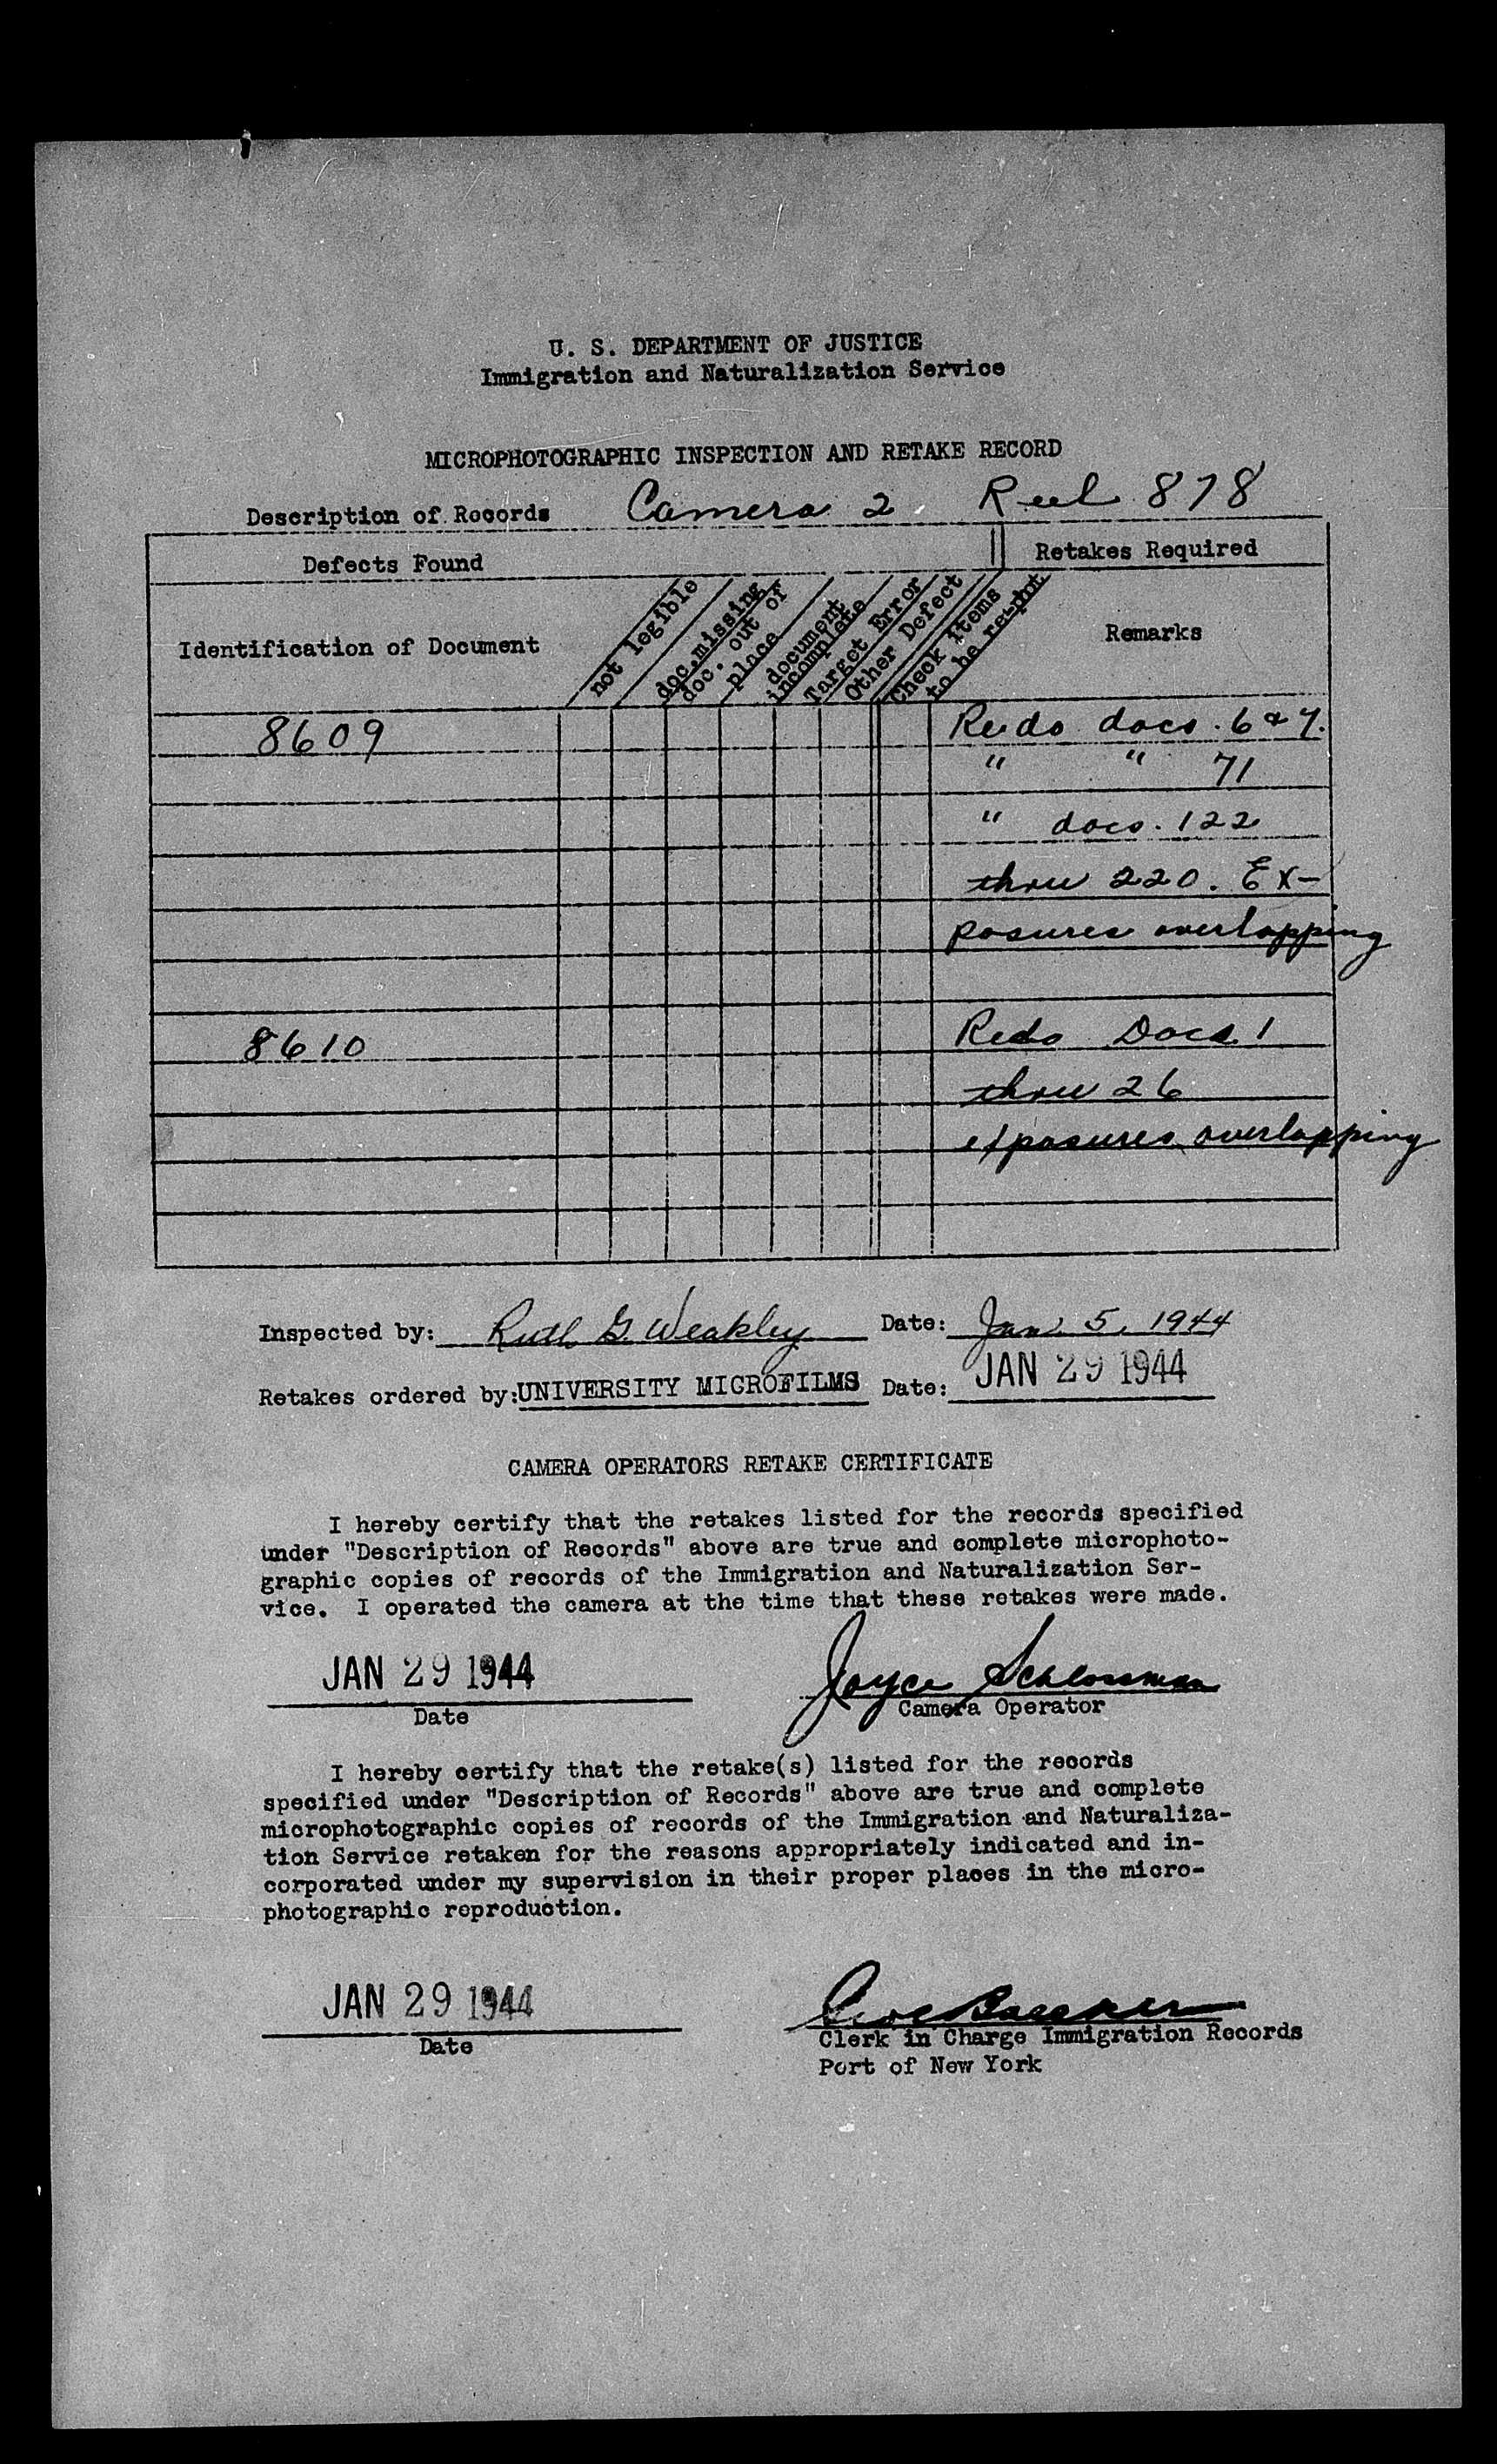 U. S. DEPARTMENT OF JUSTICE
Immigration and Naturalization Service
MICROPHOTOGRAPHIC INSPECTION AND RETAKE RECORD
Description of Records Camera 2. Reel 878
Defects Found
Retakes Required
Identification of Document
not legible
doc. missing
doc. out of
place
document
incomplete
Target Error
Other Defect
Check items
to be re-phot
Remarks
8609 Redo docs. 6 & 7.
" " 71
" docs. 122
thru 220. Ex-
posures overlapping
8610 Redo Docs. 1
thru 26
exposures overlapping
Inspected by: Ruth G. Weakley Date: Jan. 5, 1944
Retakes ordered by: UNIVERSITY MICROFILMS Date: JAN 29 1944
CAMERA OPERATORS RETAKE CERTIFICATE
I hereby certify that the retakes listed for the records specified
under "Description of Records" above are true and complete microphoto-
graphic copies of records of the Immigration and Naturalization Ser-
vice. I operated the camera at the time that these retakes were made.
JAN 29 1944 Joyce Schlossman
Date Camera Operator
I hereby certify that the retake(s) listed for the records
specified under "Description of Records" above are true and complete
microphotographic copies of records of the Immigration and Naturaliza-
tion Service retaken for the reasons appropriately indicated and in-
corporated under my supervision in their proper places in the micro-
photographic reproduction.
JAN 29 1944
Date Clerk in Charge Immigration Records
Port of New York